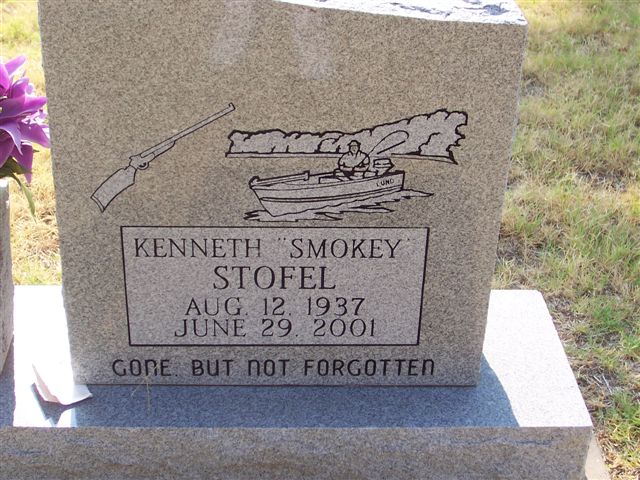 LUND
KENNETH "SMOKEY"
STOFEL
AUG. 12, 1937
JUNE 29, 2001
GONE, BUT NOT FORGOTTEN